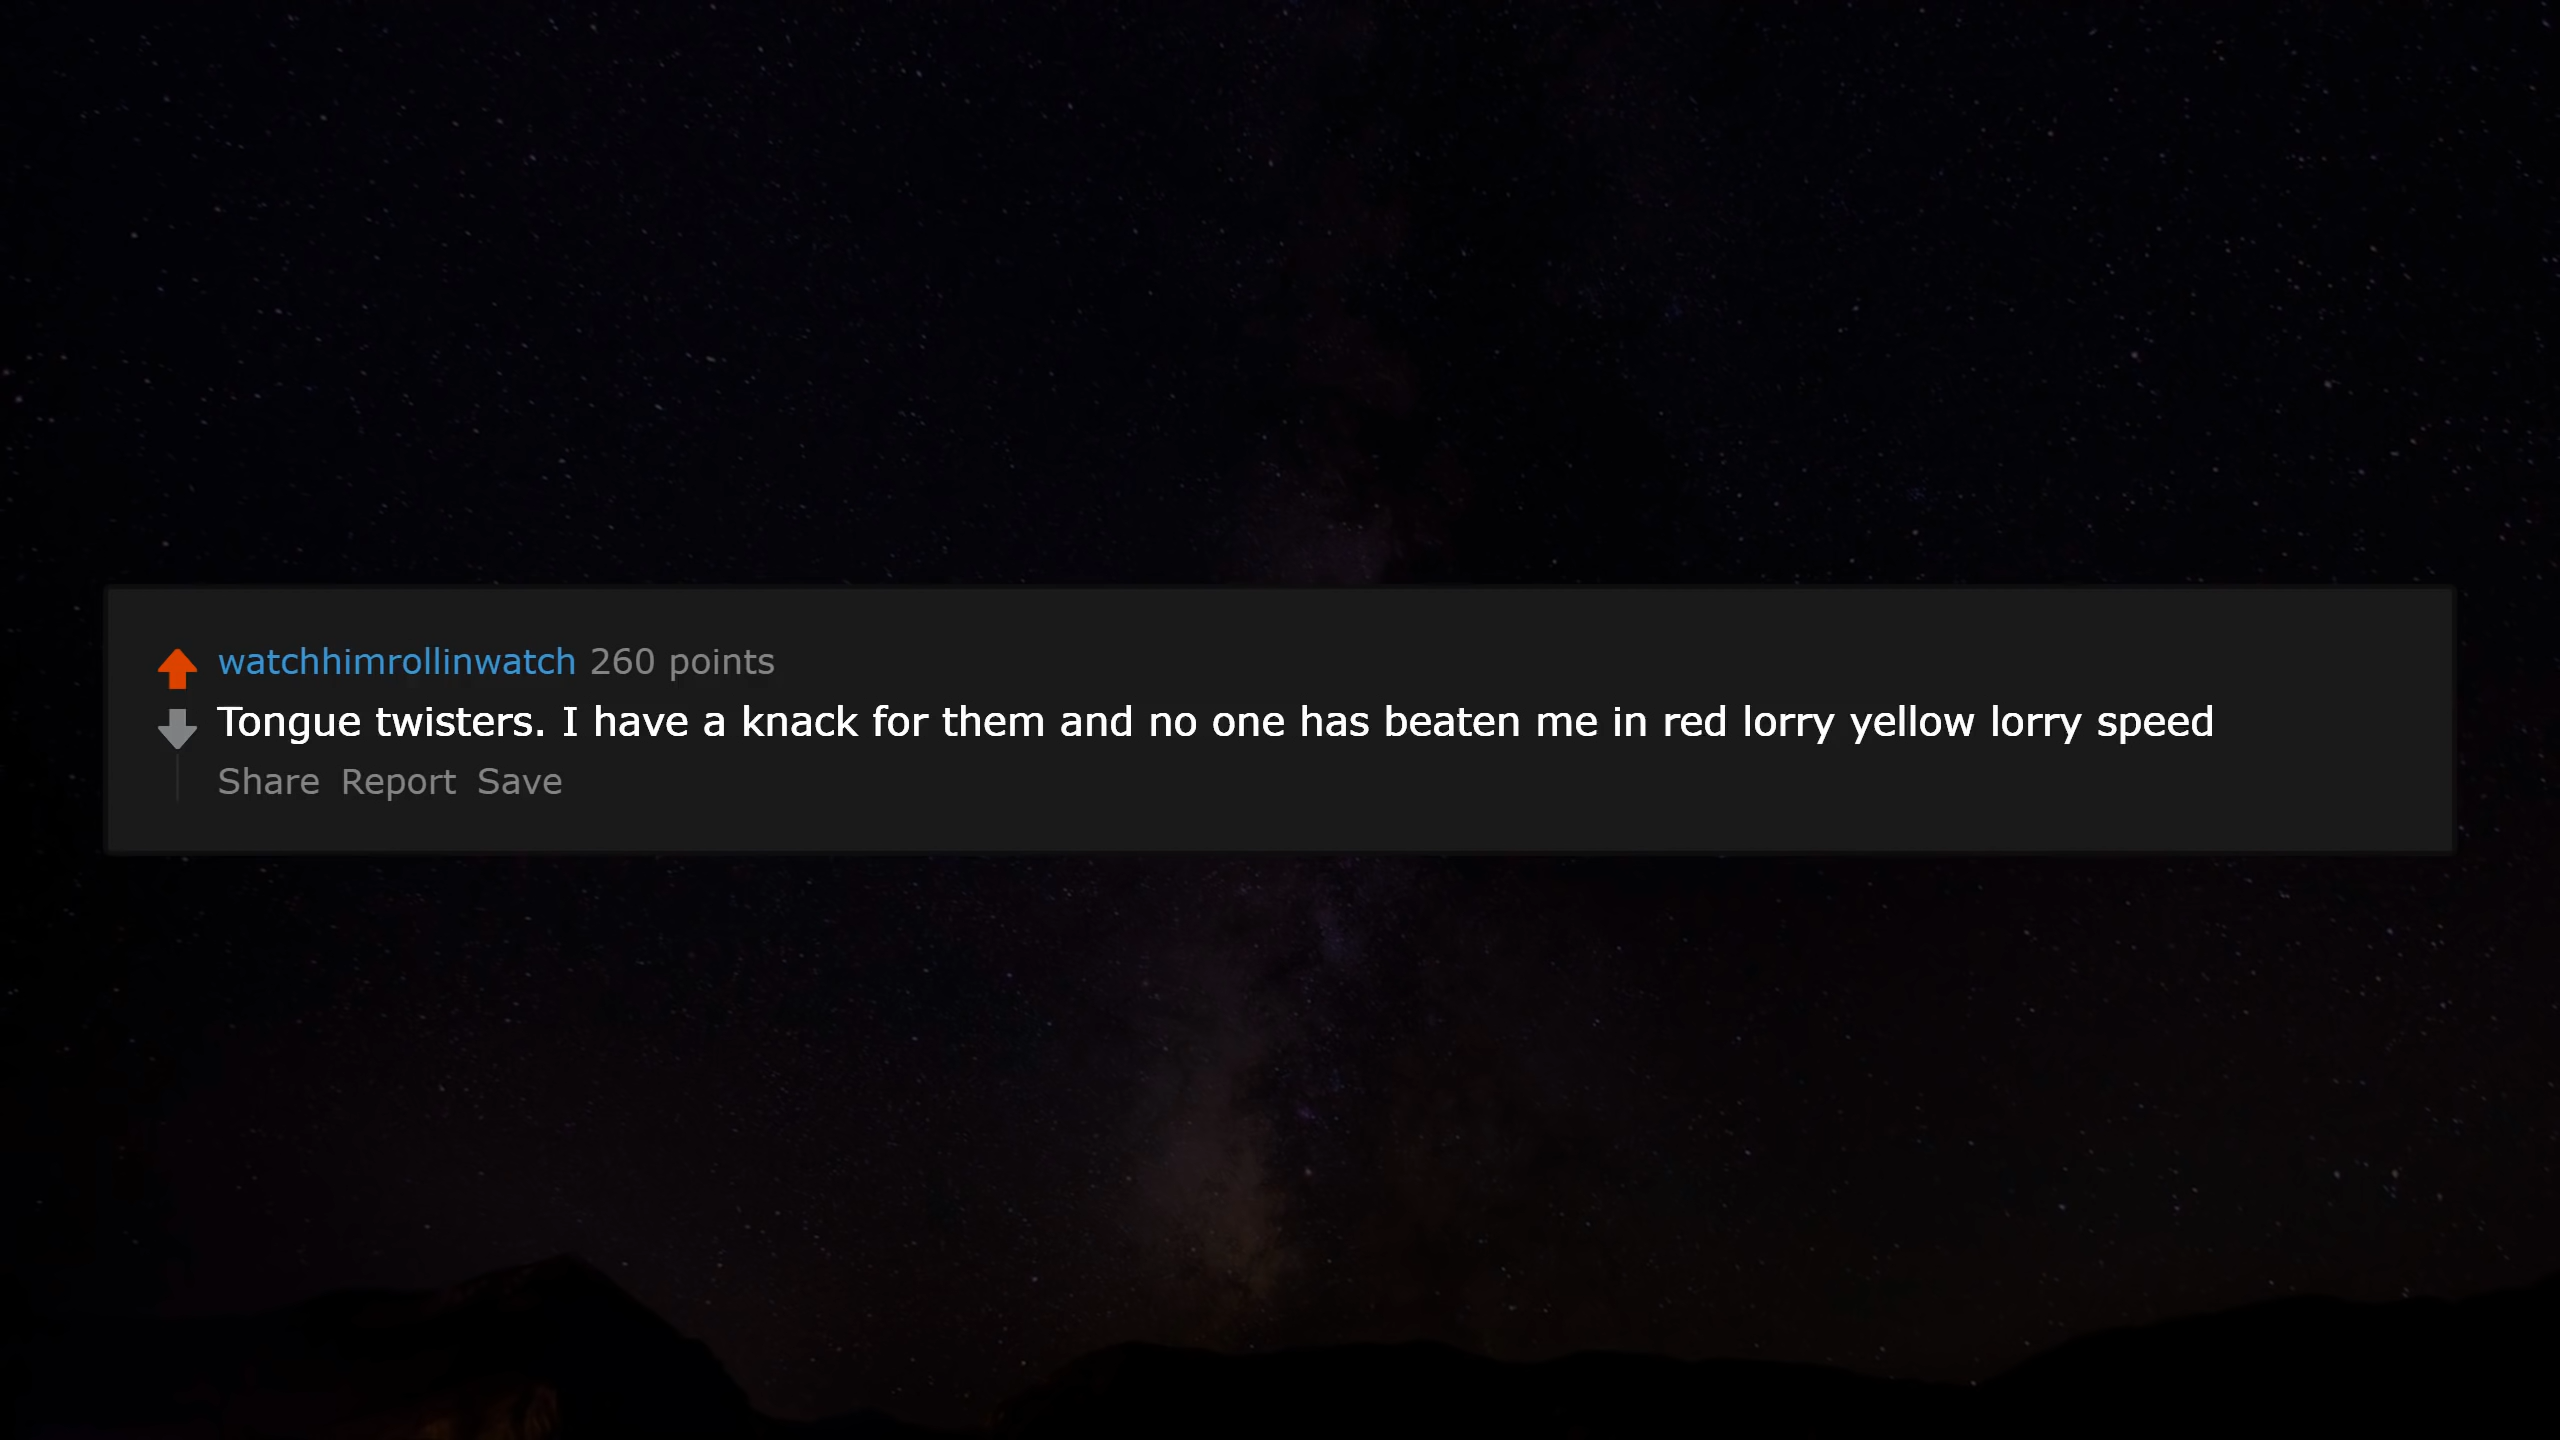 watchhimrollinwatch 260 points
Tongue twisters. I have a knack for them and no one has beaten me in red lorry yellow lorry speed
Share Report Save